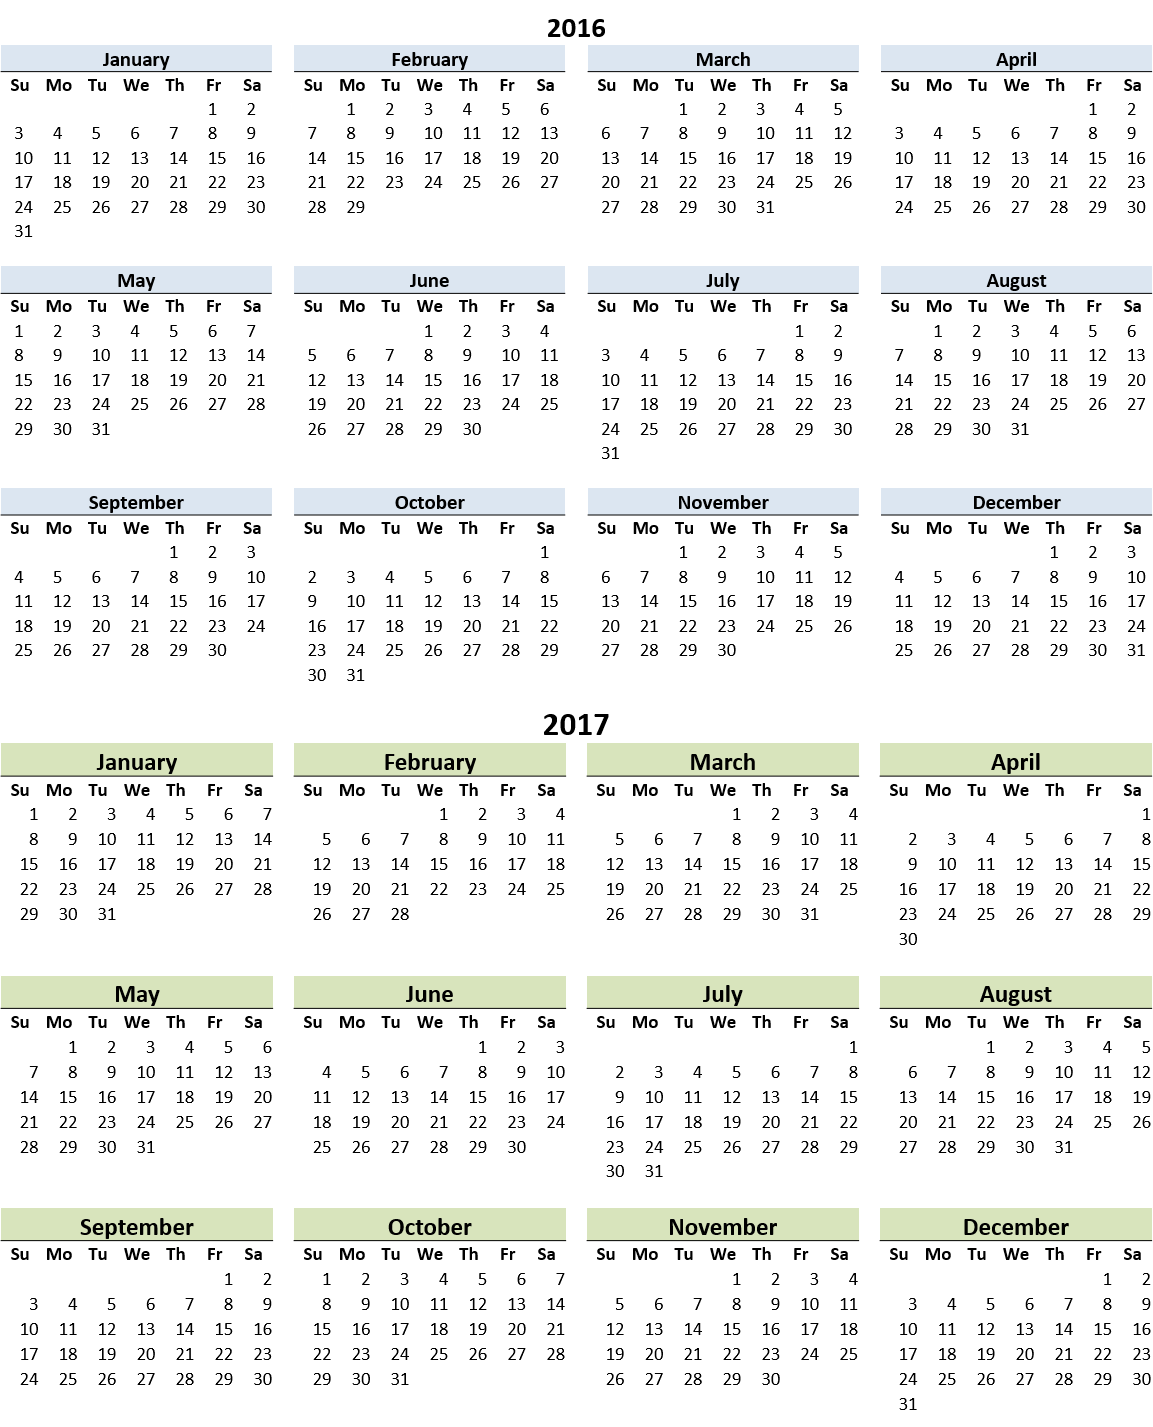 2016
January February March April
Su Mo Tu We Th Fr Sa Su Mo Tu We Th Fr Sa Su Mo Tu We Th Fr Sa Su Mo Tu We Th Fr Sa
1 2 1 2 3 4 5 6 1 2 3 4 5 1 2
3 4 5 6 7 8 9 7 8 9 10 11 12 13 6 7 8 9 10 11 12 3 4 5 6 7 8 9
10 11 12 13 14 15 16 14 15 16 17 18 19 20 13 14 15 16 17 18 19 10 11 12 13 14 15 16
17 18 19 20 21 22 23 21 22 23 24 25 26 27 20 21 22 23 24 25 26 17 18 19 20 21 22 23
24 25 26 27 28 29 30 28 29 27 28 29 30 31 24 25 26 27 28 29 30
31
May June July August
Su Mo Tu We Th Fr Sa Su Mo Tu We Th Fr Sa Su Mo Tu We Th Fr Sa Su Mo Tu We Th Fr Sa
1 2 3 4 5 6 7 1 2 3 4 1 2 1 2 3 4 5 6
8 9 10 11 12 13 14 5 6 7 8 9 10 11 3 4 5 6 7 8 9 7 8 9 10 11 12 13
15 16 17 18 19 20 21 12 13 14 15 16 17 18 10 11 12 13 14 15 16 14 15 16 17 18 19 20
22 23 24 25 26 27 28 19 20 21 22 23 24 25 17 18 19 20 21 22 23 21 22 23 24 25 26 27
29 30 31 26 27 28 29 30 24 25 26 27 28 29 30 28 29 30 31
31
September October November December
Su Mo Tu We Th Fr Sa Su Mo Tu We Th Fr Sa Su Mo Tu We Th Fr Sa Su Mo Tu We Th Fr Sa
1 2 3 1 1 2 3 4 5 1 2 3
4 5 6 7 8 9 10 2 3 4 5 6 7 8 6 7 8 9 10 11 12 4 5 6 7 8 9 10
11 12 13 14 15 16 17 9 10 11 12 13 14 15 13 14 15 16 17 18 19 11 12 13 14 15 16 17
18 19 20 21 22 23 24 16 17 18 19 20 21 22 20 21 22 23 24 25 26 18 19 20 21 22 23 24
25 26 27 28 29 30 23 24 25 26 27 28 29 27 28 29 30 25 26 27 28 29 30 31
30 31
2017
January February March April
Su Mo Tu We Th Fr Sa Su Mo Tu We Th Fr Sa Su Mo Tu We Th Fr Sa Su Mo Tu We Th Fr Sa
1 2 3 4 5 6 7 1 2 3 4 1 2 3 4 1
8 9 10 11 12 13 14 5 6 7 8 9 10 11 5 6 7 8 9 10 11 2 3 4 5 6 7 8
15 16 17 18 19 20 21 12 13 14 15 16 17 18 12 13 14 15 16 17 18 9 10 11 12 13 14 15
22 23 24 25 26 27 28 19 20 21 22 23 24 25 19 20 21 22 23 24 25 16 17 18 19 20 21 22
29 30 31 26 27 28 26 27 28 29 30 31 23 24 25 26 27 28 29
30
May June July August
Su Mo Tu We Th Fr Sa Su Mo Tu We Th Fr Sa Su Mo Tu We Th Fr Sa Su Mo Tu We Th Fr Sa
1 2 3 4 5 6 1 2 3 1 1 2 3 4 5
7 8 9 10 11 12 13 4 5 6 7 8 9 10 2 3 4 5 6 7 8 6 7 8 9 10 11 12
14 15 16 17 18 19 20 11 12 13 14 15 16 17 9 10 11 12 13 14 15 13 14 15 16 17 18 19
21 22 23 24 25 26 27 18 19 20 21 22 23 24 16 17 18 19 20 21 22 20 21 22 23 24 25 26
28 29 30 31 25 26 27 28 29 30 23 24 25 26 27 28 29 27 28 29 30 31
30 31
September October November December
Su Mo Tu We Th Fr Sa Su Mo Tu We Th Fr Sa Su Mo Tu We Th Fr Sa Su Mo Tu We Th Fr Sa
1 2 1 2 3 4 5 6 7 1 2 3 4 1 2
3 4 5 6 7 8 9 8 9 10 11 12 13 14 5 6 7 8 9 10 11 3 4 5 6 7 8 9
10 11 12 13 14 15 16 15 16 17 18 19 20 21 12 13 14 15 16 17 18 10 11 12 13 14 15 16
17 18 19 20 21 22 23 22 23 24 25 26 27 28 19 20 21 22 23 24 25 17 18 19 20 21 22 23
24 25 26 27 28 29 30 29 30 31 26 27 28 29 30 24 25 26 27 28 29 30
31